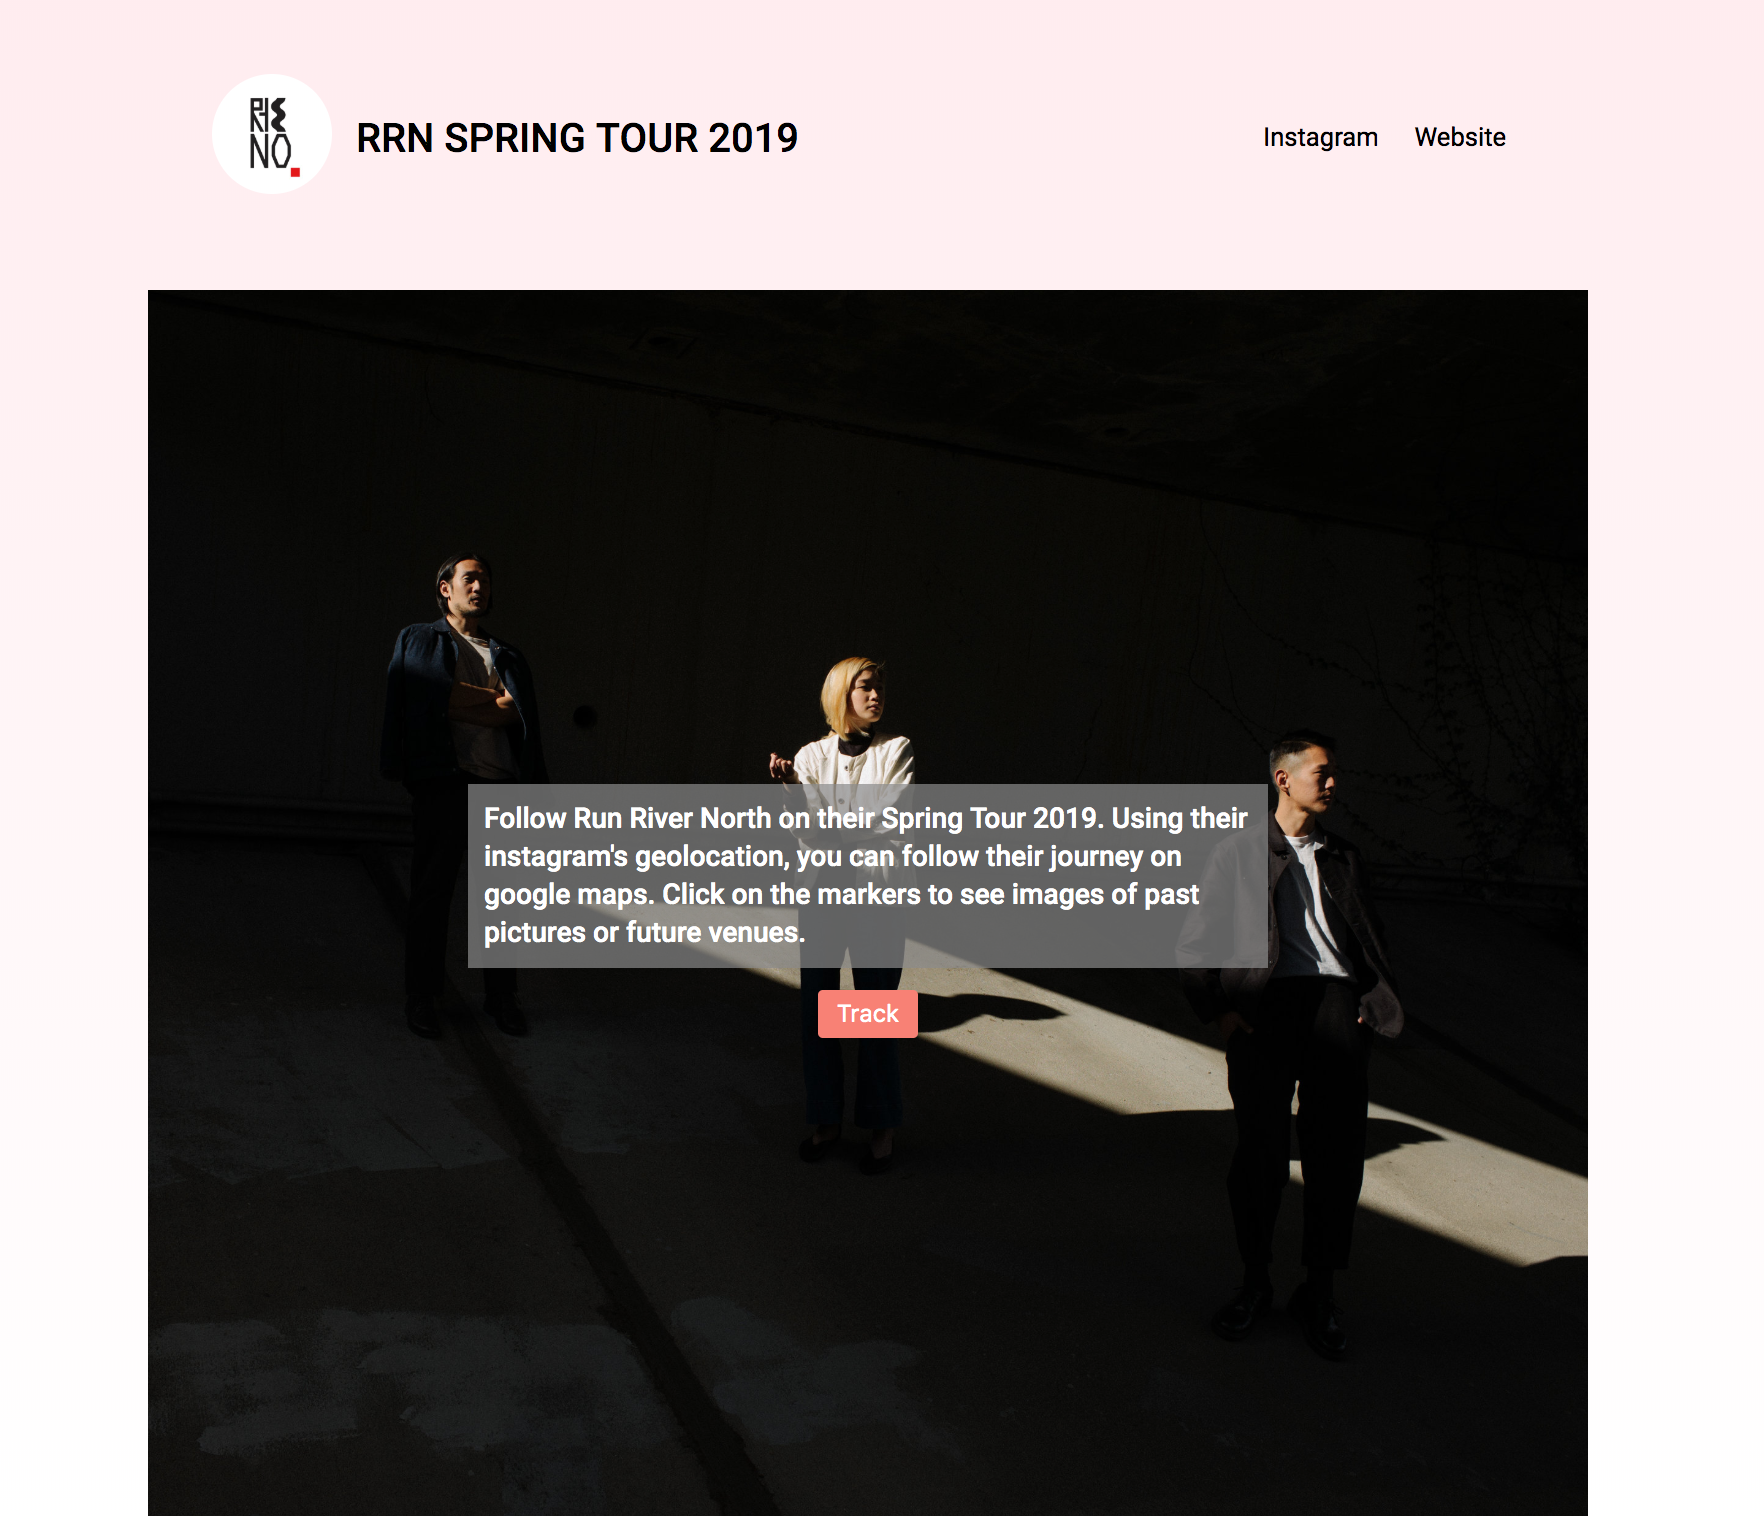 RRN SPRING TOUR 2019
Instagram Website
Follow Run River North on their Spring Tour 2019. Using their
instagram's geolocation, you can follow their journey on
google maps. Click on the markers to see images of past
pictures or future venues.
Track